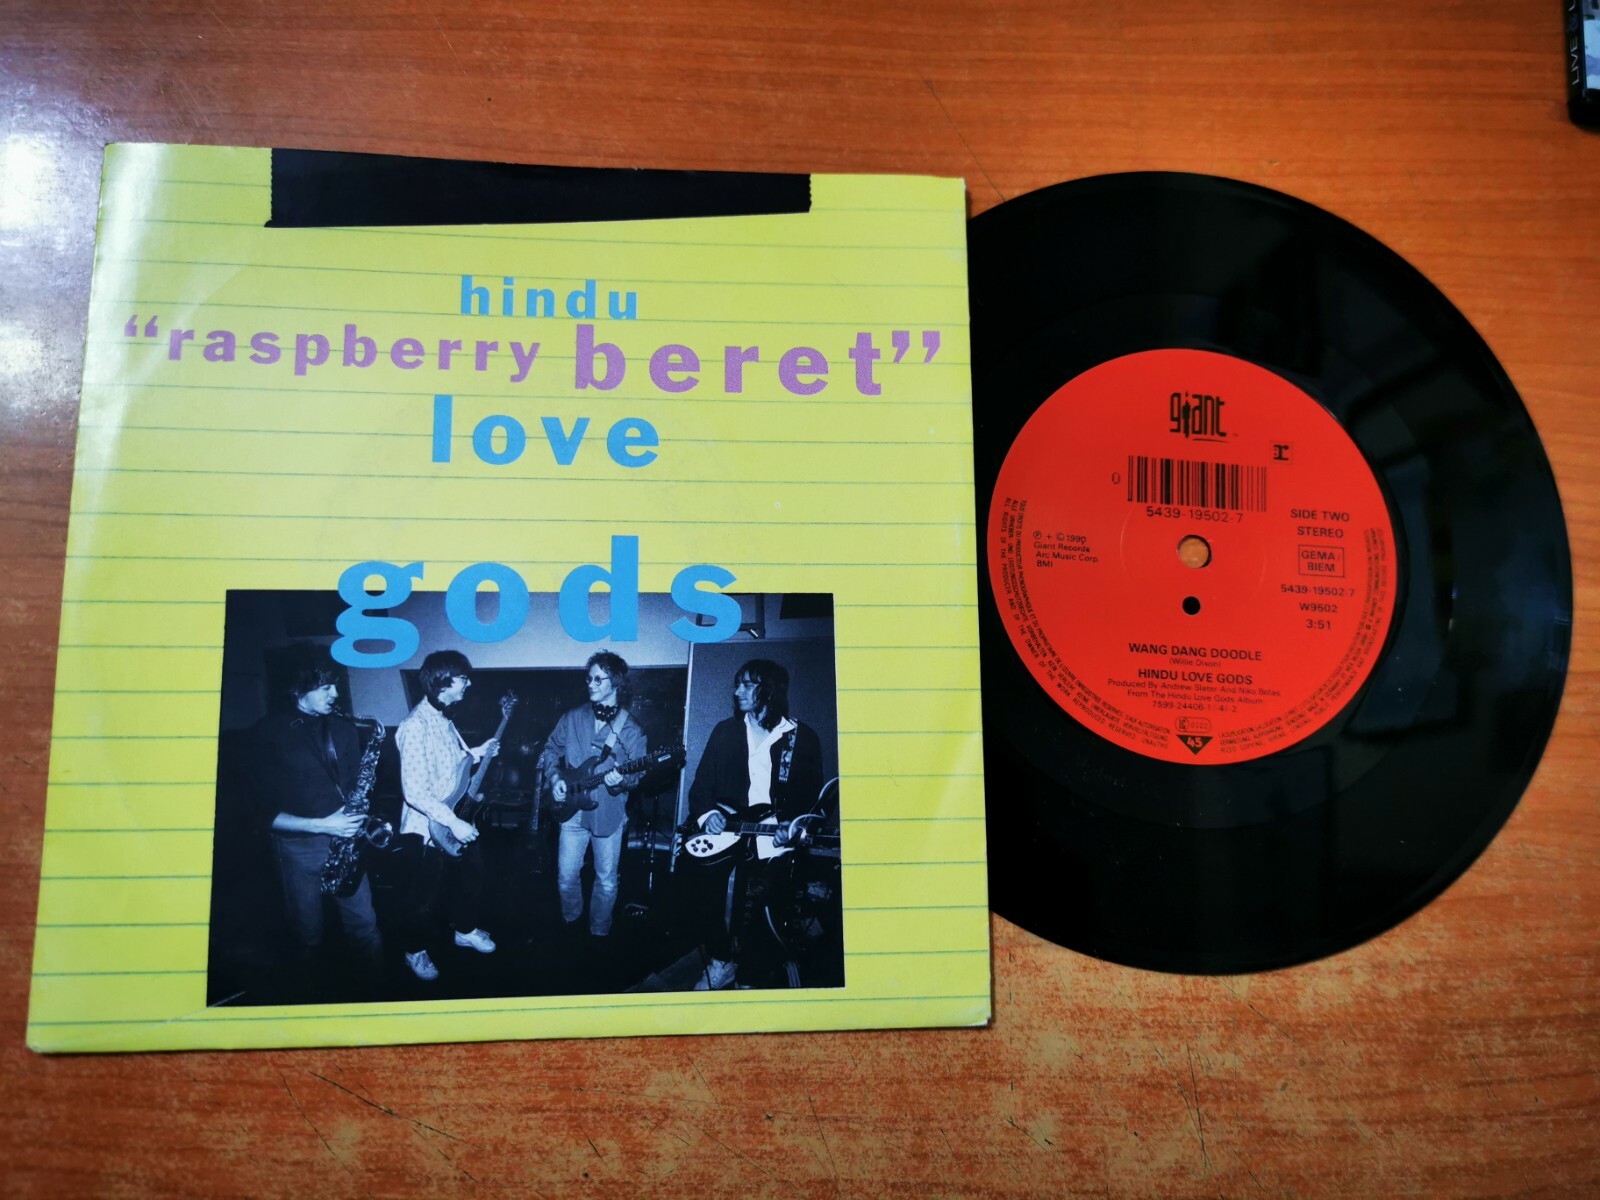 hindu
“raspberry beret”
love
gods
LIVE
giant
r
0
5439-19502-7
SIDE TWO
STEREO
GEMA/
BIEM
℗ + © 1990
Giant Records
Arc Music Corp.
BMI
5439-19502-7
W9502
3:51
WANG DANG DOODLE
(Willie Dixon)
HINDU LOVE GODS
Produced By Andrew Slater And Niko Bolas
From The Hindu Love Gods Album
7599-24406-1/4/2
45